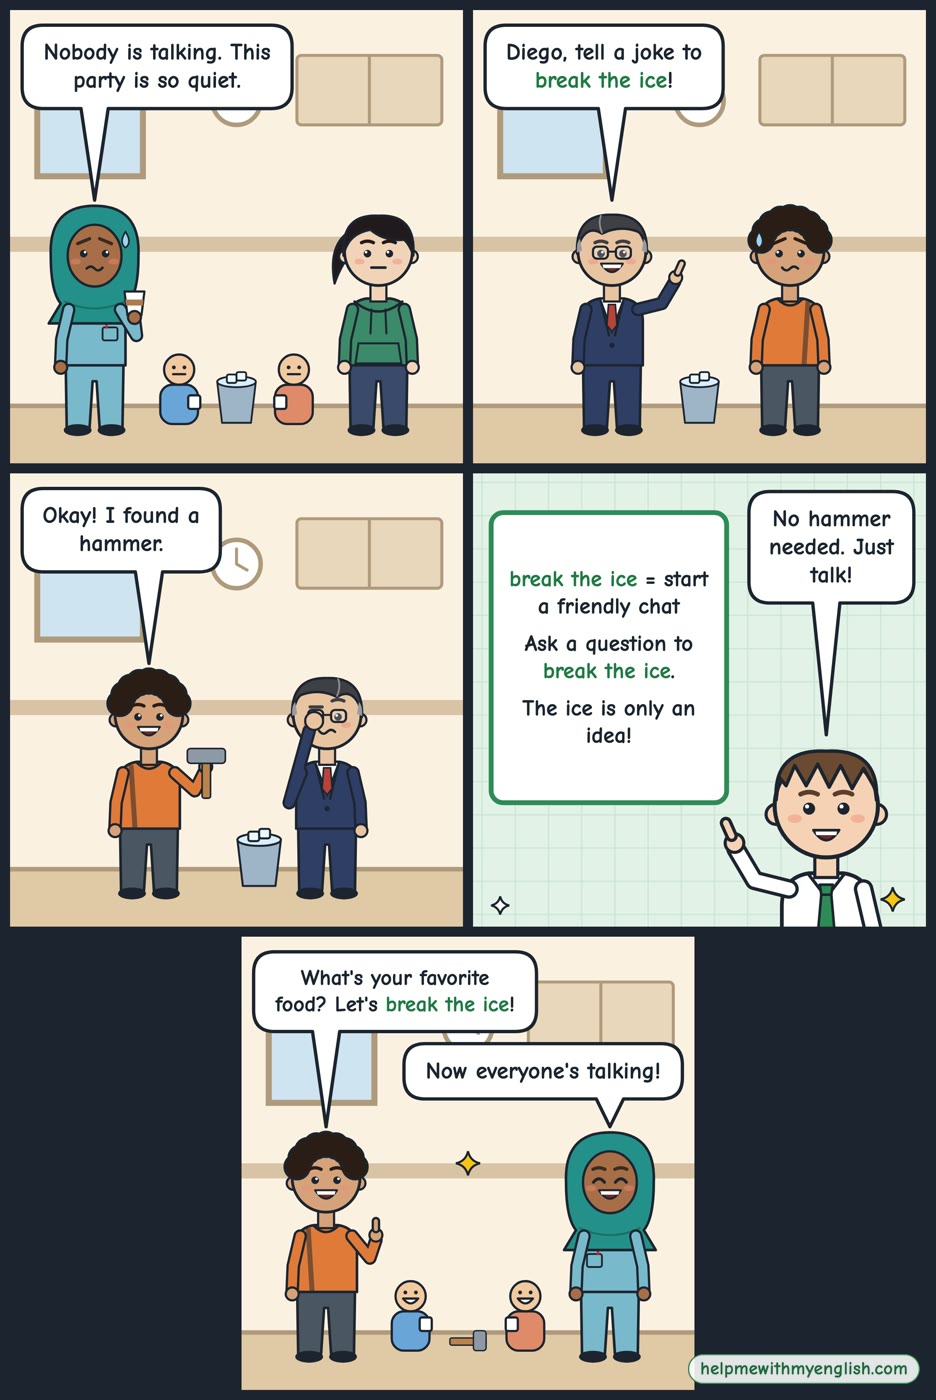 Nobody is talking. This
party is so quiet.
Diego, tell a joke to
break the ice!
Okay! I found a
hammer.
break the ice = start
a friendly chat
Ask a question to
break the ice.
The ice is only an
idea!
No hammer
needed. Just
talk!
What's your favorite
food? Let's break the ice!
Now everyone's talking!
helpmewithmyenglish.com